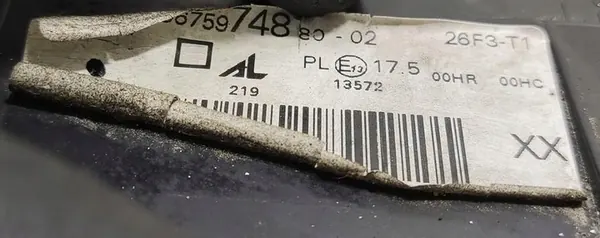 6759748 80-02 26F3-T1
AL PL E13 17.5 00HR 00HC
219 13572
XX